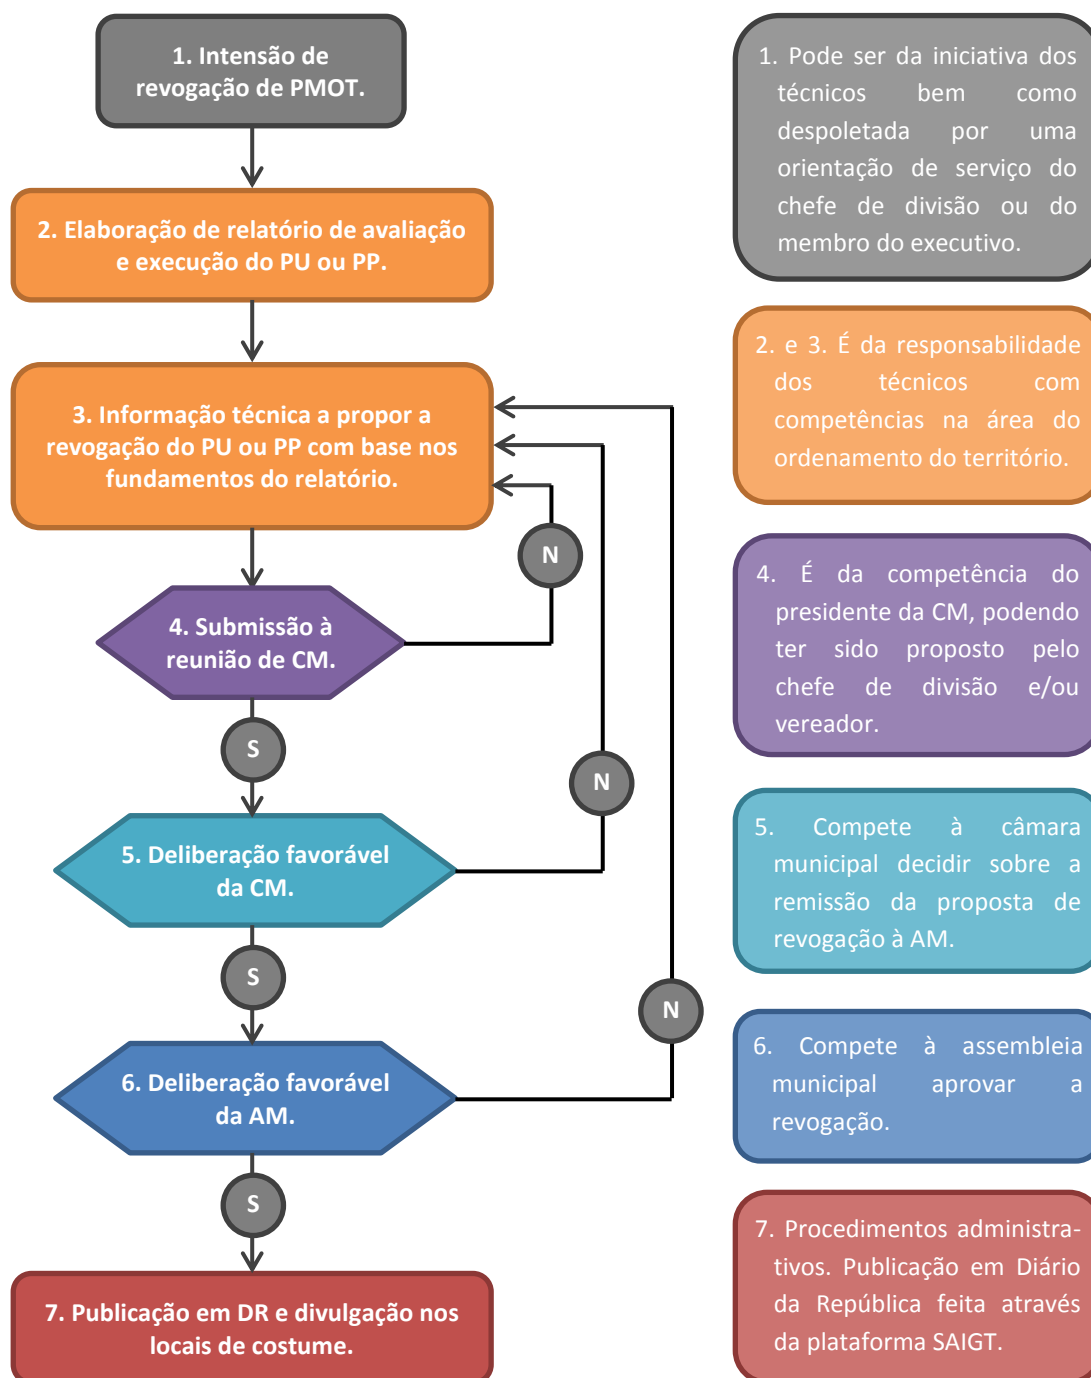 1. Intensão de
revogação de PMOT.
2. Elaboração de relatório de avaliação
e execução do PU ou PP.
3. Informação técnica a propor a
revogação do PU ou PP com base nos
fundamentos do relatório.
N
4. Submissão à
reunião de CM.
S
N
5. Deliberação favorável
da CM.
S
N
6. Deliberação favorável
da AM.
S
7. Publicação em DR e divulgação nos
locais de costume.
1. Pode ser da iniciativa dos
técnicos bem como
despoletada por uma
orientação de serviço do
chefe de divisão ou do
membro do executivo.
2. e 3. É da responsabilidade
dos técnicos com
competências na área do
ordenamento do território.
4. É da competência do
presidente da CM, podendo
ter sido proposto pelo
chefe de divisão e/ou
vereador.
5. Compete à câmara
municipal decidir sobre a
remissão da proposta de
revogação à AM.
6. Compete à assembleia
municipal aprovar a
revogação.
7. Procedimentos administra-
tivos. Publicação em Diário
da República feita através
da plataforma SAIGT.